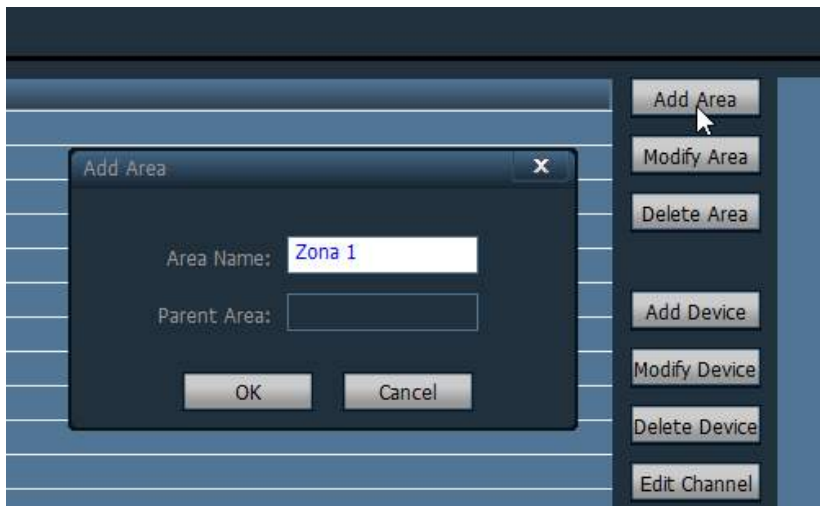 Add Area
Modify Area
Delete Area
Add Area
X
Area Name: Zona 1
Parent Area:
OK Cancel
Add Device
Modify Device
Delete Device
Edit Channel